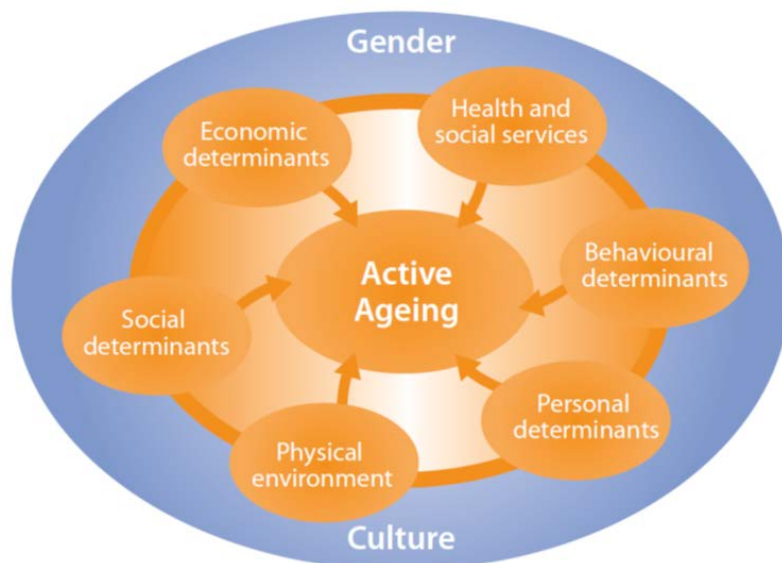 Gender
Economic
determinants
Health and
social services
Behavioural
determinants
Active
Ageing
Social
determinants
Personal
determinants
Physical
environment
Culture